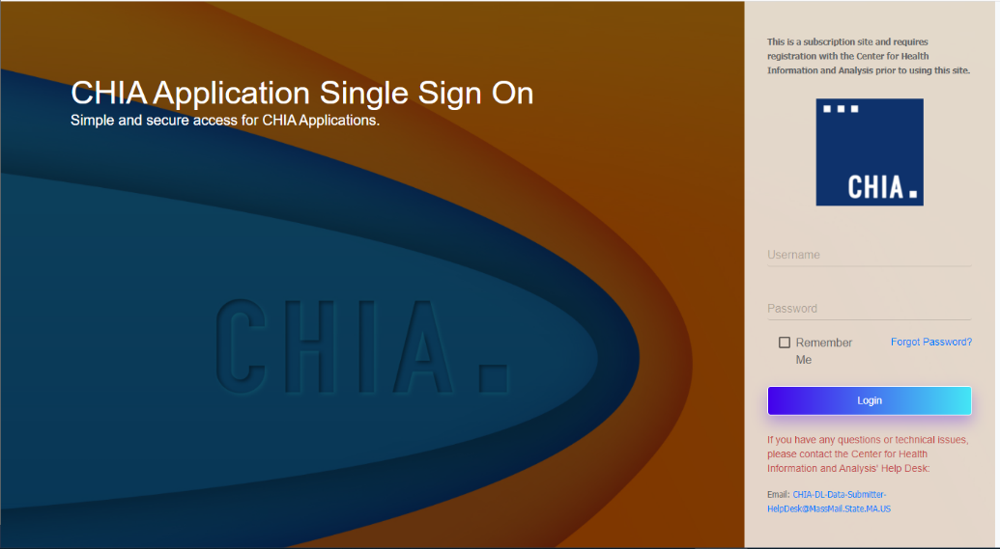 CHIA Application Single Sign On
Simple and secure access for CHIA Applications.
CHIA.
This is a subscription site and requires
registration with the Center for Health
Information and Analysis prior to using this site.
CHIA.
Username
Password
Remember
Me
Forgot Password?
Login
If you have any questions or technical issues,
please contact the Center for Health
Information and Analysis' Help Desk:
Email: CHIA-DL-Data-Submitter-
HelpDesk@MassMail.State.MA.US